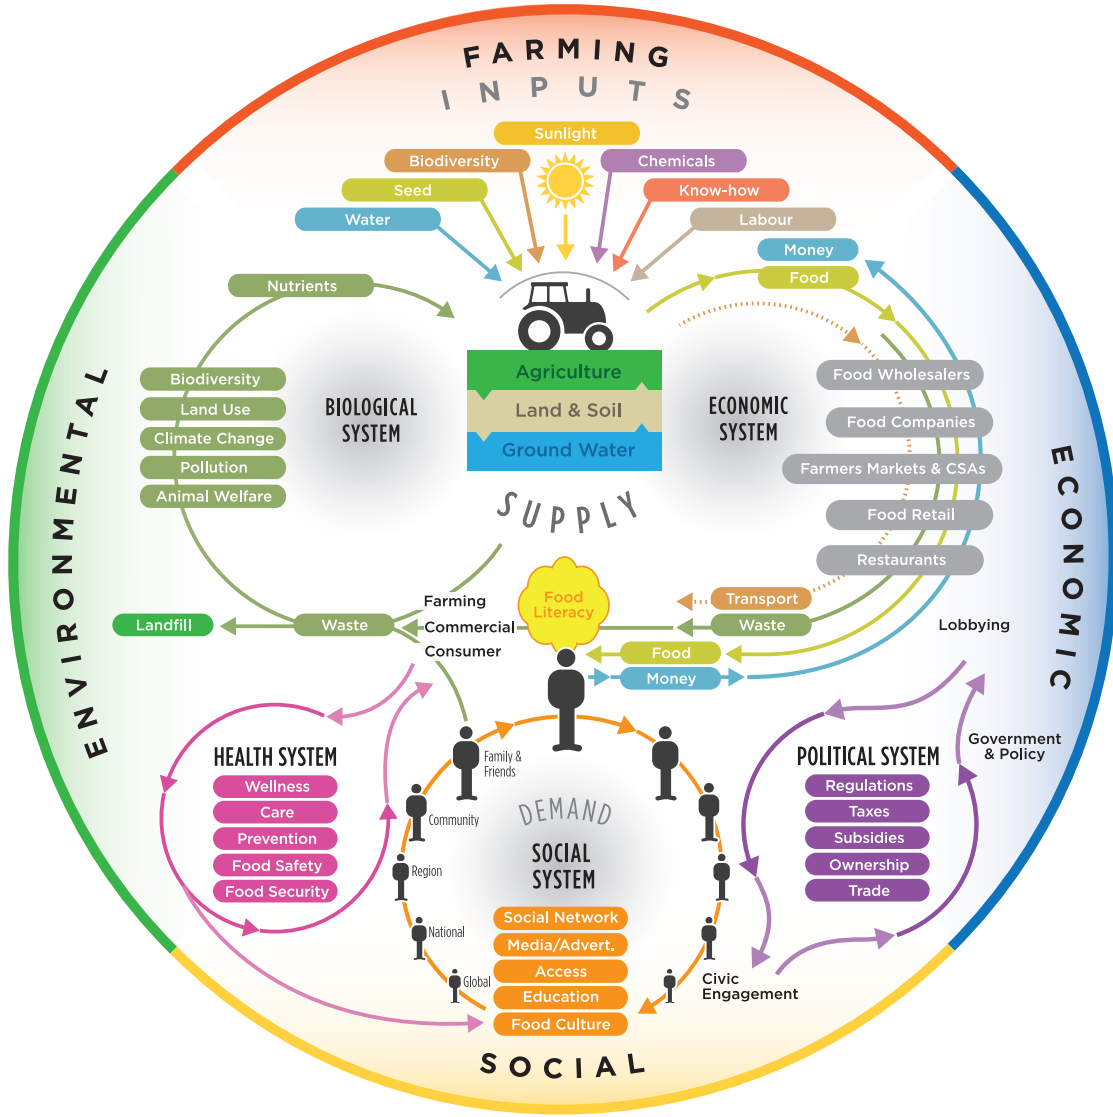 FARMING
INPUTS
Sunlight
Biodiversity
Chemicals
Seed
Know-how
Water
Labour
Money
Food
Nutrients
Biodiversity
Land Use
Climate Change
Pollution
Animal Welfare
BIOLOGICAL
SYSTEM
Agriculture
Land & Soil
Ground Water
SUPPLY
ECONOMIC
SYSTEM
Food Wholesalers
Food Companies
Farmers Markets & CSAs
Food Retail
Restaurants
ENVIRONMENTAL
ECONOMIC
Landfill
Waste
Farming
Commercial
Consumer
Food
Literacy
Transport
Waste
Food
Money
Lobbying
Government
& Policy
HEALTH SYSTEM
Wellness
Care
Prevention
Food Safety
Food Security
Family &
Friends
Community
Region
National
Global
DEMAND
SOCIAL
SYSTEM
Social Network
Media/Advert.
Access
Education
Food Culture
POLITICAL SYSTEM
Regulations
Taxes
Subsidies
Ownership
Trade
Civic
Engagement
SOCIAL